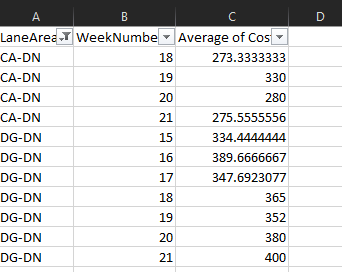 A B C D
LaneArea WeekNumbe Average of Cos
CA-DN 18 273.3333333
CA-DN 19 330
CA-DN 20 280
CA-DN 21 275.5555556
DG-DN 15 334.4444444
DG-DN 16 389.6666667
DG-DN 17 347.6923077
DG-DN 18 365
DG-DN 19 352
DG-DN 20 380
DG-DN 21 400